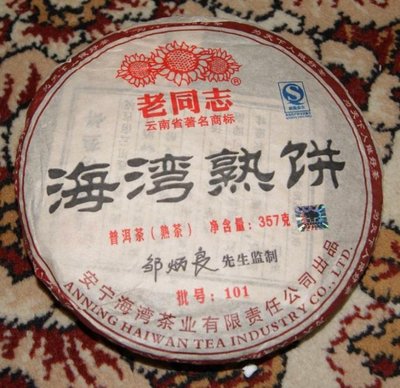 老同志
®
云南省著名商标
海湾熟饼
普洱茶（熟茶） 净含量：357克
邹炳良 先生监制
批号：101
安宁海湾茶业有限责任公司出品
ANNING HAIWAN TEA INDUSTRY CO., LTD.